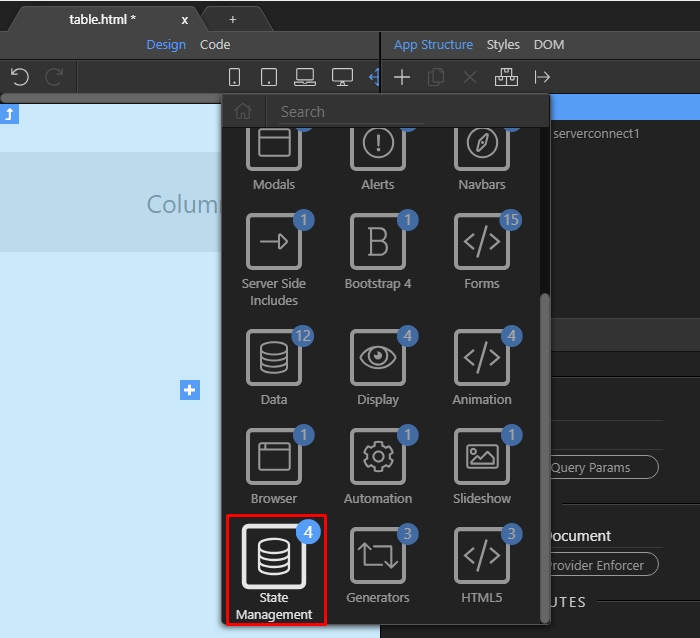 table.html * x +
Design Code
App Structure Styles DOM
Search
serverconnect1
Modals Alerts Navbars
Colum
1 1 15
Server Side
Includes
Bootstrap 4
Forms
12 4 4
Data Display Animation
1 1 1
Browser Automation Slideshow
Query Params
4 3 3
State
Management
Generators
HTML5
ocument
rovider Enforcer
UTES